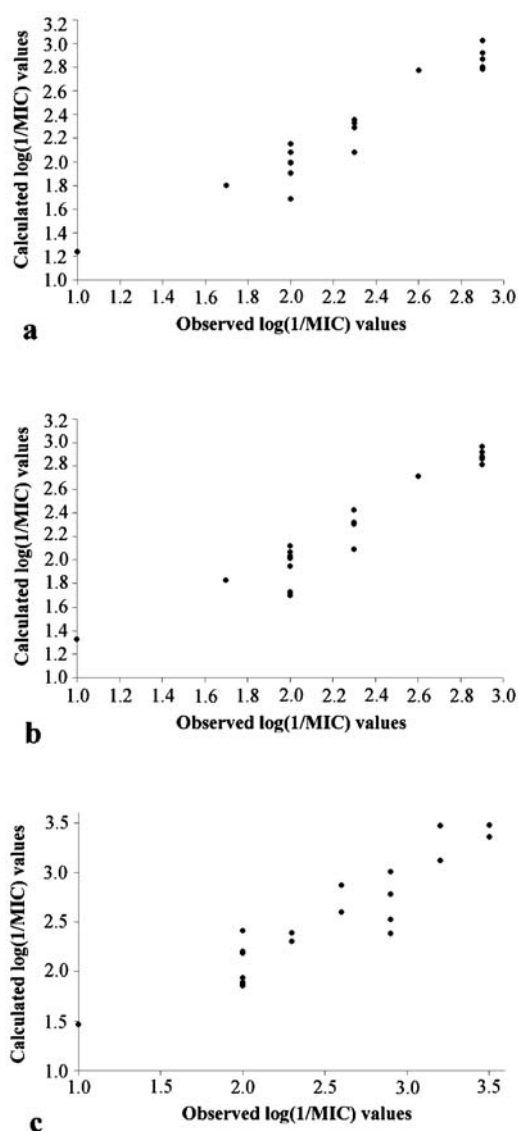 3.2
3.0
2.8
2.6
2.4
2.2
2.0
1.8
1.6
1.4
1.2
1.0
Calculated log(1/MIC) values
1.0 1.2 1.4 1.6 1.8 2.0 2.2 2.4 2.6 2.8 3.0
Observed log(1/MIC) values
a
3.2
3.0
2.8
2.6
2.4
2.2
2.0
1.8
1.6
1.4
1.2
1.0
Calculated log(1/MIC) values
1.0 1.2 1.4 1.6 1.8 2.0 2.2 2.4 2.6 2.8 3.0
Observed log(1/MIC) values
b
3.5
3.0
2.5
2.0
1.5
1.0
Calculated log(1/MIC) values
1.0 1.5 2.0 2.5 3.0 3.5
Observed log(1/MIC) values
c